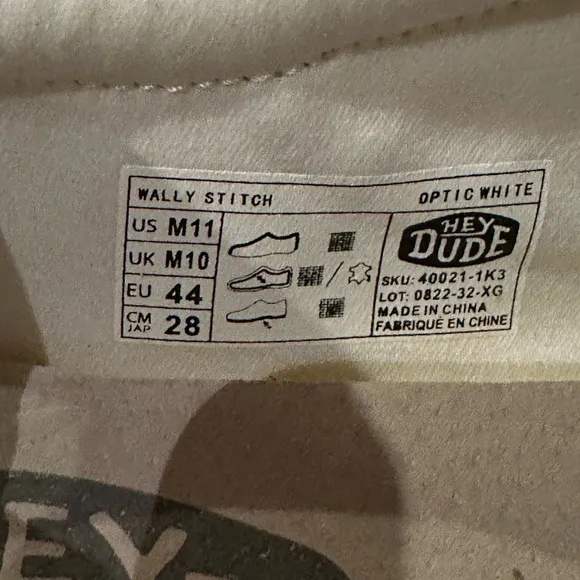 WALLY STITCH OPTIC WHITE
US M11
UK M10
EU 44
CM JAP 28
HEY DUDE
SKU: 40021-1K3
LOT: 0822-32-XG
MADE IN CHINA
FABRIQUÉ EN CHINE
EY